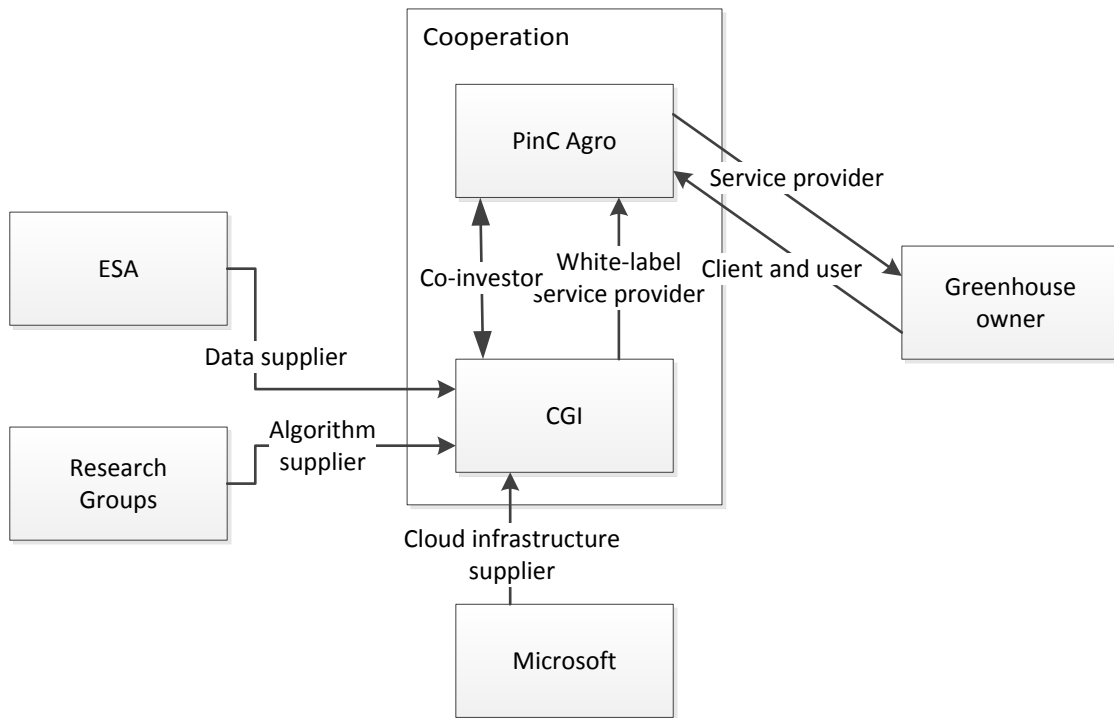 Cooperation
PinC Agro
Service provider
ESA
Co-investor
White-label
service provider
Client and user
Greenhouse
owner
Data supplier
CGI
Research
Groups
Algorithm
supplier
Cloud infrastructure
supplier
Microsoft